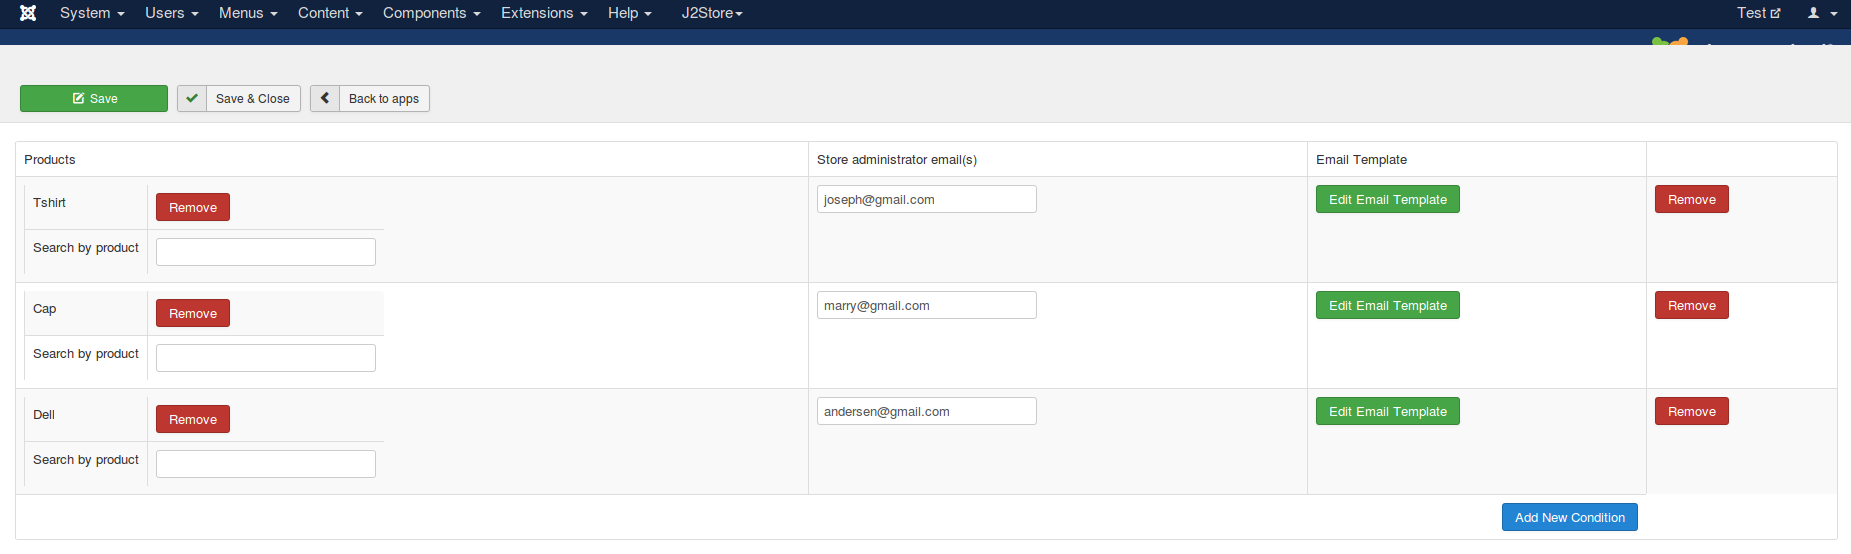 System Users Menus Content Components Extensions Help J2Store Test
Save Save & Close Back to apps
Products Store administrator email(s) Email Template
Tshirt Remove joseph@gmail.com Edit Email Template Remove
Search by product
Cap Remove marry@gmail.com Edit Email Template Remove
Search by product
Dell Remove andersen@gmail.com Edit Email Template Remove
Search by product
Add New Condition